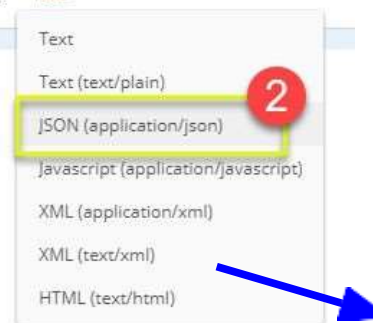 Text
Text (text/plain)
2
JSON (application/json)
Javascript (application/javascript)
XML (application/xml)
XML (text/xml)
HTML (text/html)